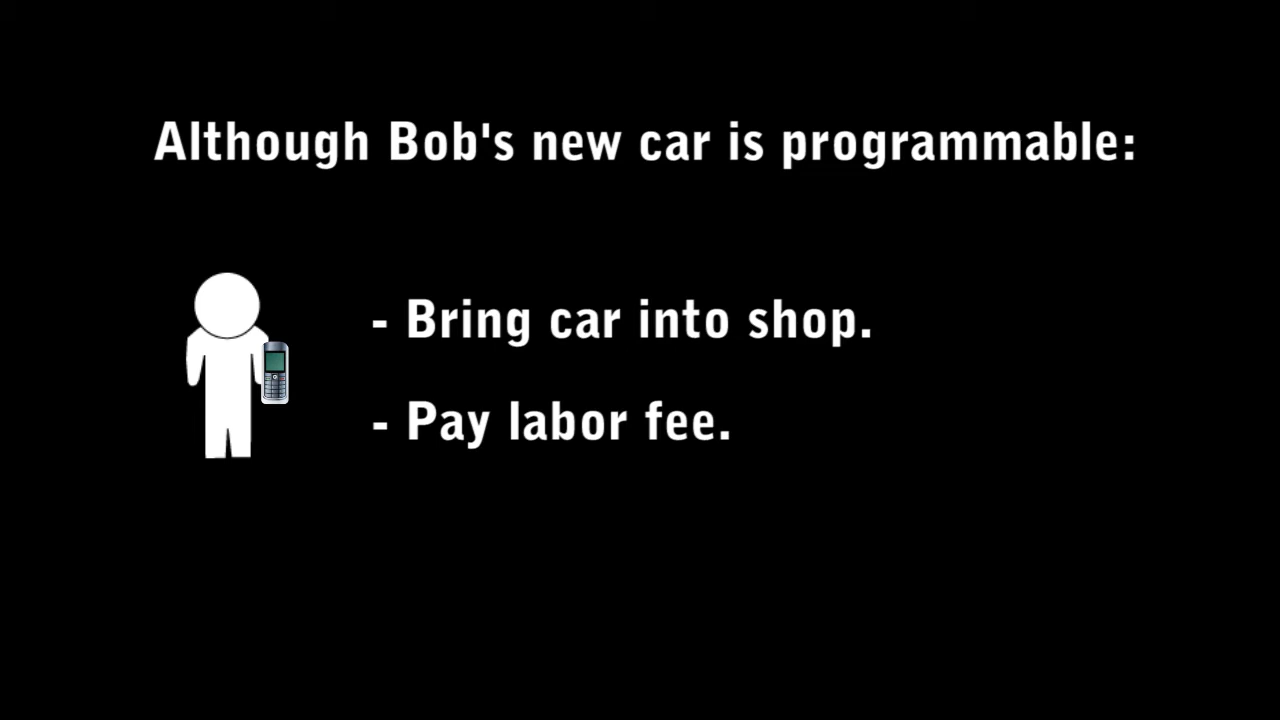 Although Bob's new car is programmable:
- Bring car into shop.
- Pay labor fee.